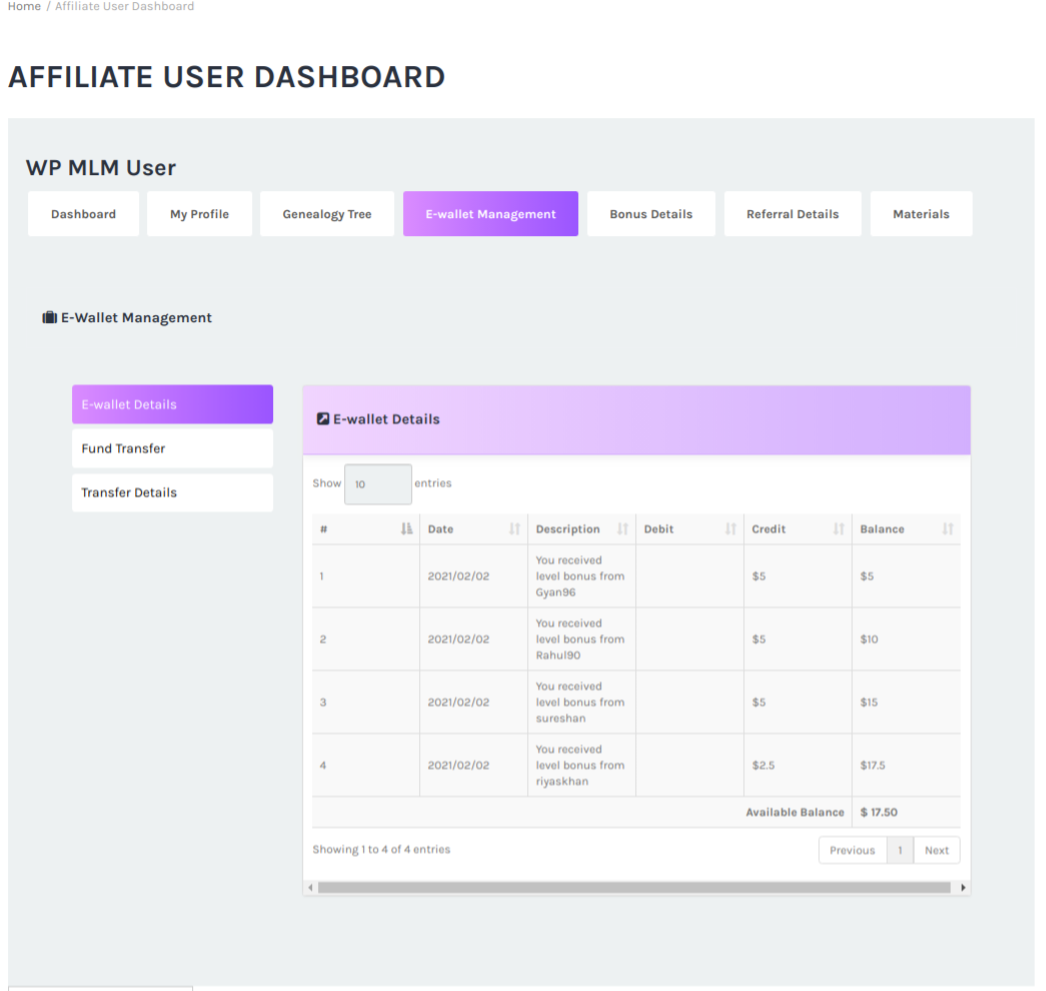 Home / Affiliate User Dashboard
AFFILIATE USER DASHBOARD
WP MLM User
Dashboard
My Profile
Genealogy Tree
E-wallet Management
Bonus Details
Referral Details
Materials
E-Wallet Management
E-wallet Details
Fund Transfer
Transfer Details
E-wallet Details
Show 10 entries
# Date Description Debit Credit Balance
1 2021/02/02 You received level bonus from Gyan96 $5 $5
2 2021/02/02 You received level bonus from Rahul90 $5 $10
3 2021/02/02 You received level bonus from sureshan $5 $15
4 2021/02/02 You received level bonus from riyaskhan $2.5 $17.5
Available Balance $ 17.50
Showing 1 to 4 of 4 entries
Previous 1 Next